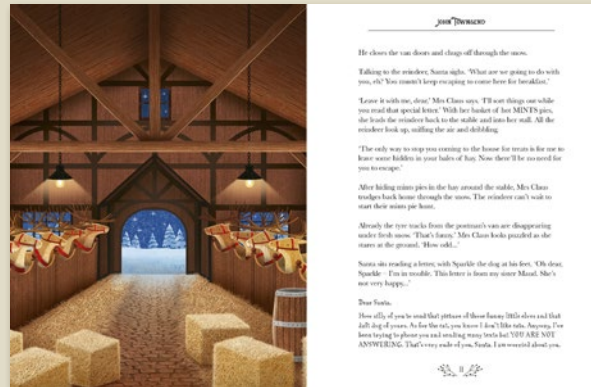 JOHN TOWNSEND
He closes the van doors and chugs off through the snow.
Talking to the reindeer, Santa sighs. 'What are we going to do with
you, eh? You mustn't keep escaping to come here for breakfast.'
'Leave it with me, dear,' Mrs Claus says. 'I'll sort things out while
you read that special letter.' With her basket of hot MINTS pies,
she leads the reindeer back to the stable and into her stall. All the
reindeer look up, sniffing the air and dribbling.
'The only way to stop you coming to the house for treats is for me to
leave some hidden in your bales of hay. Now there'll be no need for
you to escape.'
After hiding mints pies in the hay around the stable, Mrs Claus
trudges back home through the snow. The reindeer can't wait to
start their mints pie hunt.
Already the tyre tracks from the postman's van are disappearing
under fresh snow. 'That's funny.' Mrs Claus looks puzzled as she
stares at the ground. 'How odd...'
Santa sits reading a letter, with Sparkle the dog at his feet. 'Oh dear,
Sparkle – I'm in trouble. This letter is from my sister Maud. She's
not very happy...'
Dear Santa,
How silly of you to send that picture of those funny little elves and that
daft dog of yours. As for the rat, you know I don't like rats. Anyway, I've
been trying to phone you and sending many texts but YOU ARE NOT
ANSWERING. That's very rude of you, Santa. I am worried about you.
11